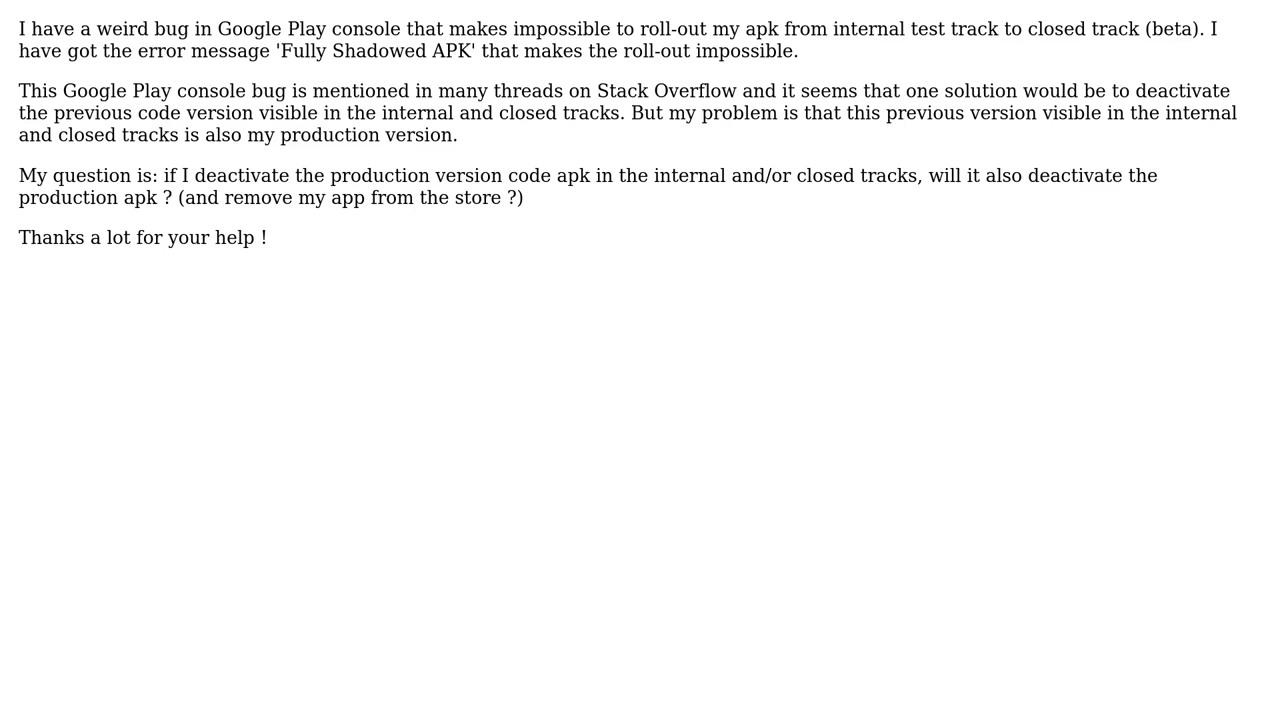 I have a weird bug in Google Play console that makes impossible to roll-out my apk from internal test track to closed track (beta). I
have got the error message 'Fully Shadowed APK' that makes the roll-out impossible.
This Google Play console bug is mentioned in many threads on Stack Overflow and it seems that one solution would be to deactivate
the previous code version visible in the internal and closed tracks. But my problem is that this previous version visible in the internal
and closed tracks is also my production version.
My question is: if I deactivate the production version code apk in the internal and/or closed tracks, will it also deactivate the
production apk ? (and remove my app from the store ?)
Thanks a lot for your help !